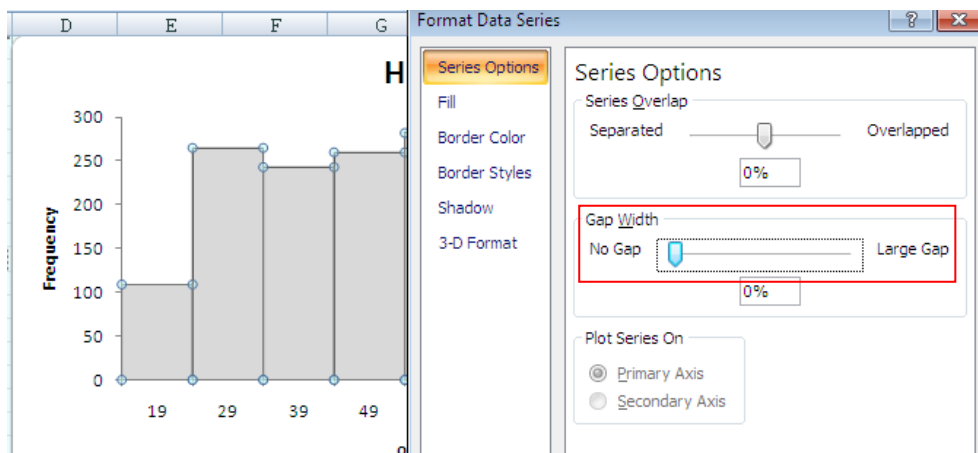 D E F G
H
300
250
200
150
100
50
0
Frequency
19 29 39 49
Format Data Series
?
Series Options
Fill
Border Color
Border Styles
Shadow
3-D Format
Series Options
Series Overlap
Separated Overlapped
0%
Gap Width
No Gap Large Gap
0%
Plot Series On
Primary Axis
Secondary Axis